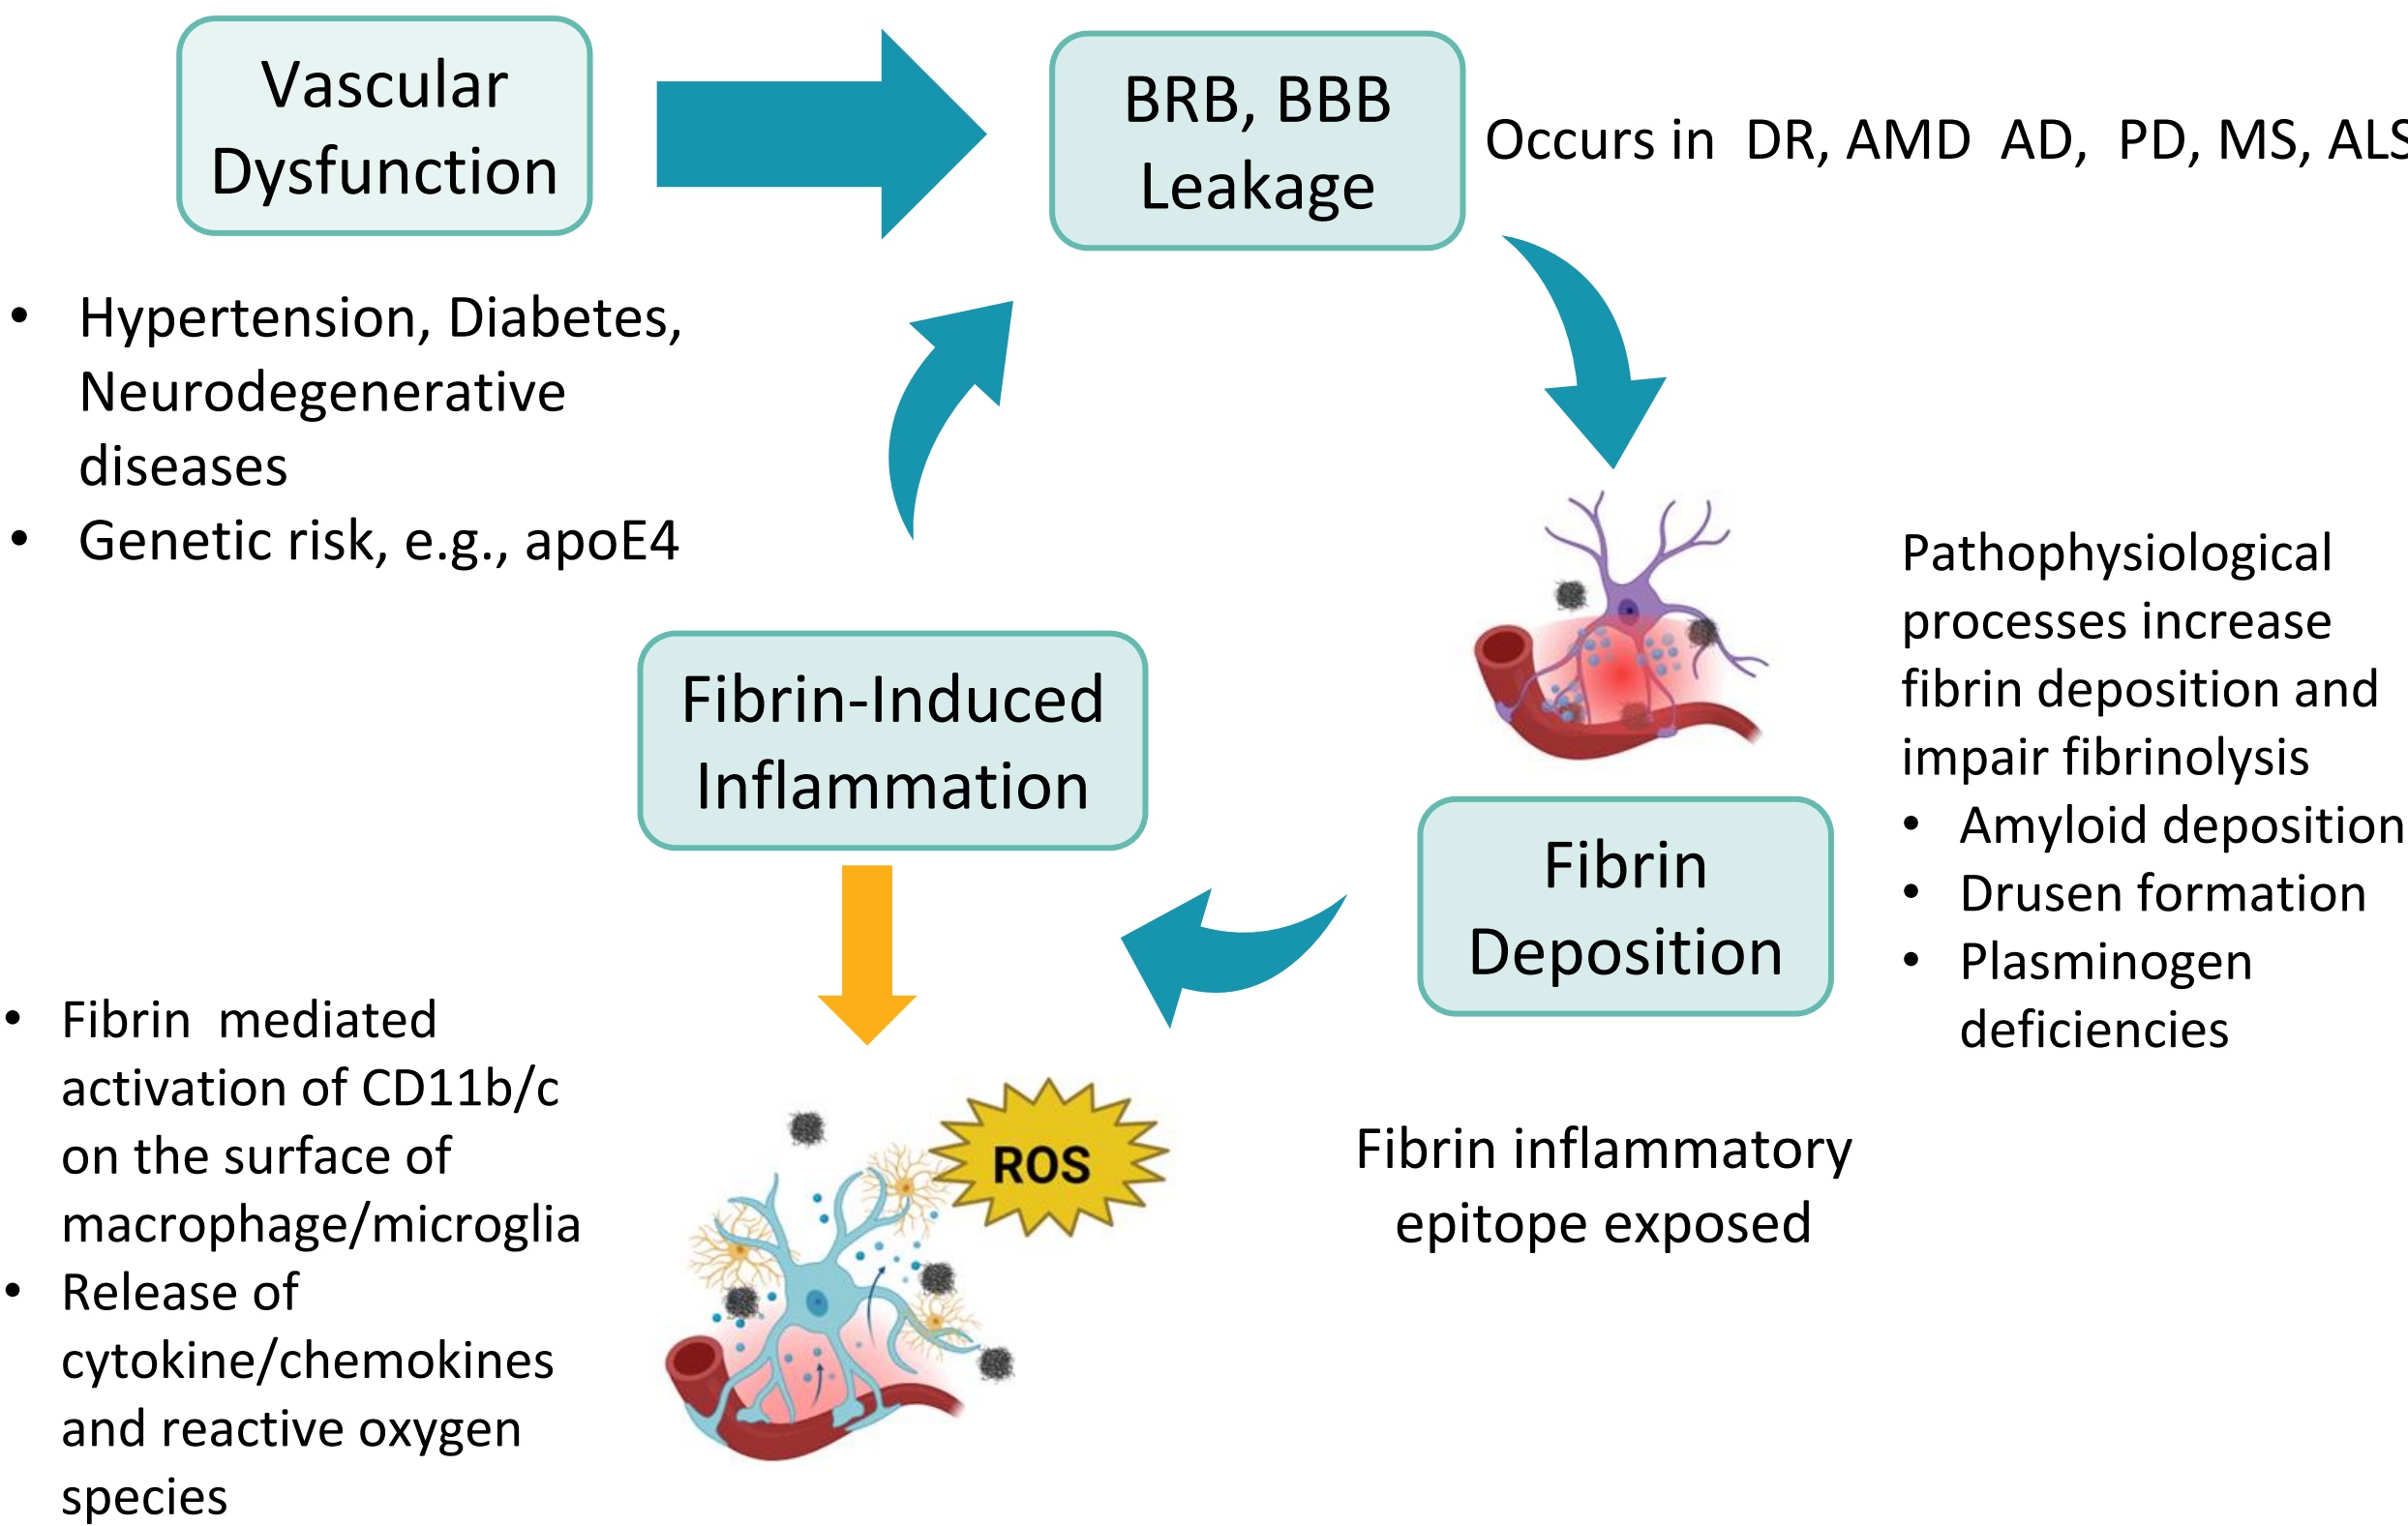 Vascular
Dysfunction
BRB, BBB
Leakage
Occurs in DR, AMD AD, PD, MS, ALS
• Hypertension, Diabetes,
Neurodegenerative
diseases
• Genetic risk, e.g., apoE4
Pathophysiological
processes increase
fibrin deposition and
impair fibrinolysis
• Amyloid deposition
• Drusen formation
• Plasminogen
deficiencies
Fibrin-Induced
Inflammation
Fibrin
Deposition
• Fibrin mediated
activation of CD11b/c
on the surface of
macrophage/microglia
• Release of
cytokine/chemokines
and reactive oxygen
species
ROS
Fibrin inflammatory
epitope exposed